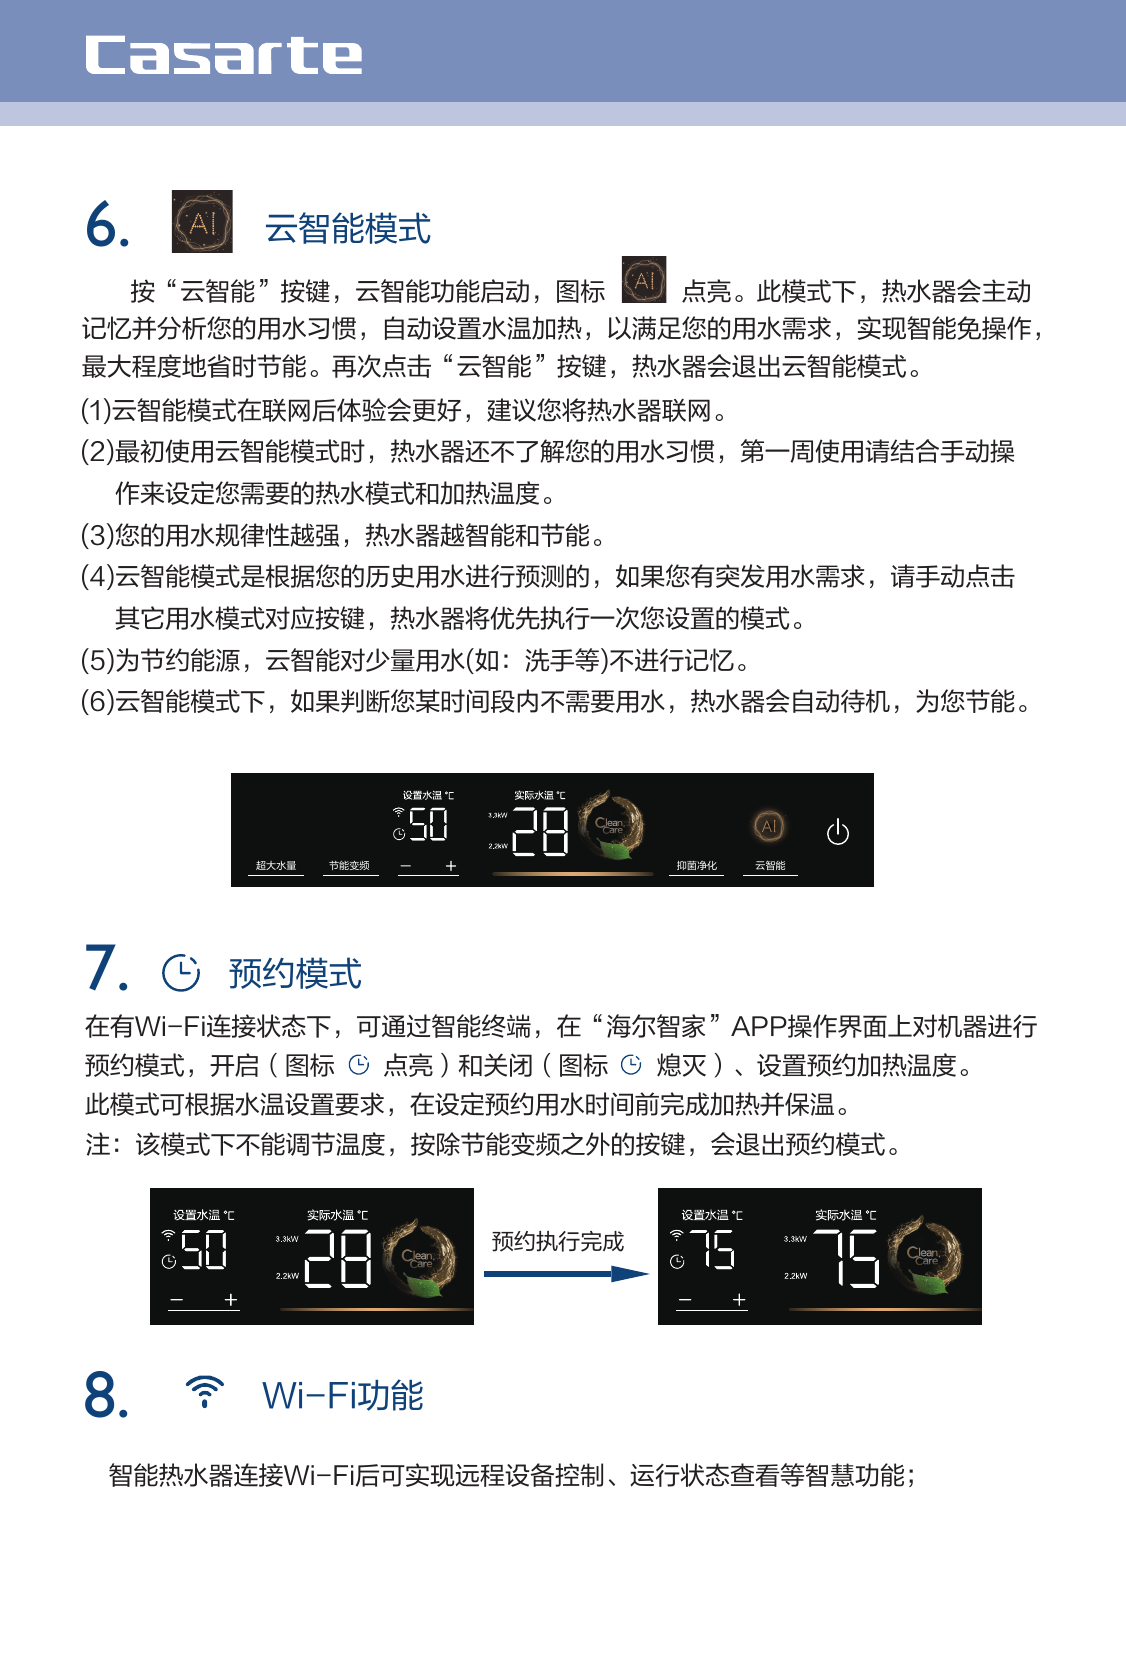 Casarte
6. AI 云智能模式
按“云智能”按键，云智能功能启动，图标 AI 点亮。此模式下，热水器会主动
记忆并分析您的用水习惯，自动设置水温加热，以满足您的用水需求，实现智能免操作，
最大程度地省时节能。再次点击“云智能”按键，热水器会退出云智能模式。
(1)云智能模式在联网后体验会更好，建议您将热水器联网。
(2)最初使用云智能模式时，热水器还不了解您的用水习惯，第一周使用请结合手动操
作来设定您需要的热水模式和加热温度。
(3)您的用水规律性越强，热水器越智能和节能。
(4)云智能模式是根据您的历史用水进行预测的，如果您有突发用水需求，请手动点击
其它用水模式对应按键，热水器将优先执行一次您设置的模式。
(5)为节约能源，云智能对少量用水(如：洗手等)不进行记忆。
(6)云智能模式下，如果判断您某时间段内不需要用水，热水器会自动待机，为您节能。
设置水温 ℃ 实际水温 ℃
50 3.3kW 28 Clean Care AI
2.2kW
超大水量 节能变频 － ＋ 抑菌净化 云智能
7. 预约模式
在有Wi-Fi连接状态下，可通过智能终端，在“海尔智家”APP操作界面上对机器进行
预约模式，开启（图标 点亮）和关闭（图标 熄灭）、设置预约加热温度。
此模式可根据水温设置要求，在设定预约用水时间前完成加热并保温。
注：该模式下不能调节温度，按除节能变频之外的按键，会退出预约模式。
设置水温 ℃ 实际水温 ℃
50 3.3kW 28 Clean Care
2.2kW
－ ＋
预约执行完成
设置水温 ℃ 实际水温 ℃
75 3.3kW 75 Clean Care
2.2kW
－ ＋
8. Wi-Fi功能
智能热水器连接Wi-Fi后可实现远程设备控制、运行状态查看等智慧功能；